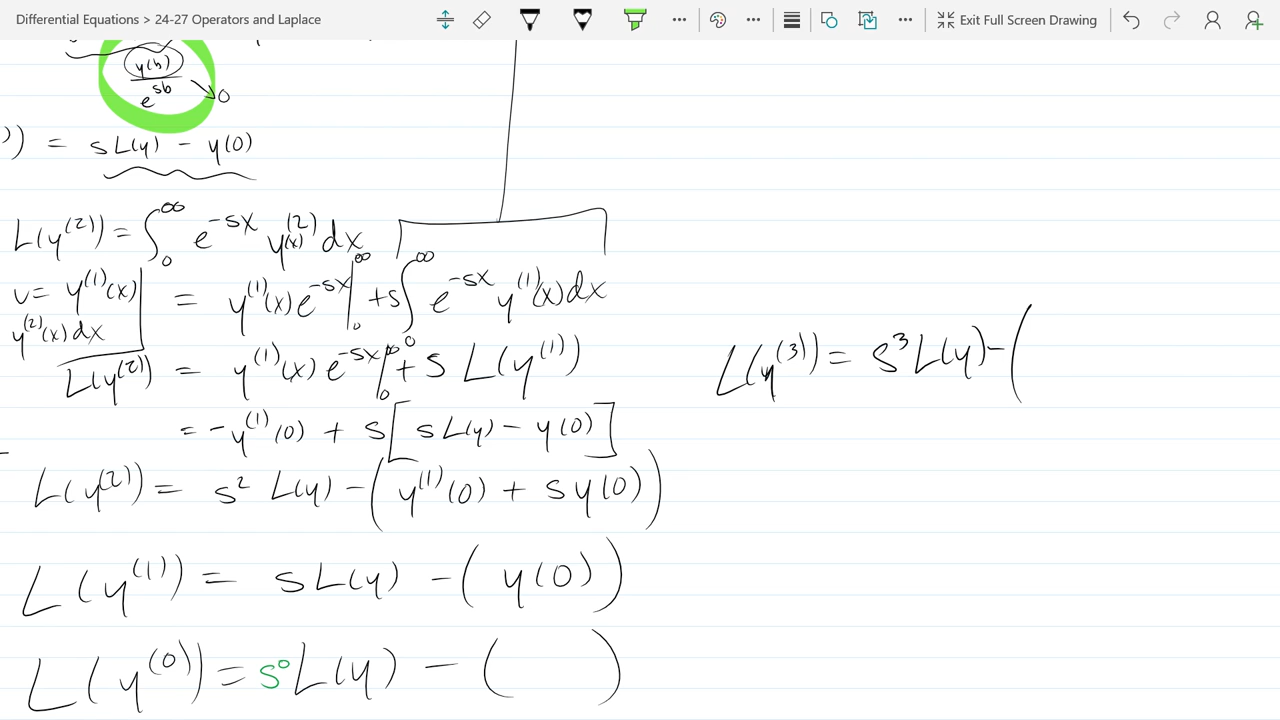 Differential Equations > 24-27 Operators and Laplace
Exit Full Screen Drawing
y(b)
e^{sb} ↘ 0
)) = sL(y) - y(0)
L(y^{(2)}) = ∫_0^∞ e^{-sx} y^{(2)}(x) dx
v = y^{(1)}(x)
y^{(2)}(x)dx
= y^{(1)}(x)e^{-sx}|_0^∞ + s∫_0^∞ e^{-sx} y^{(1)}(x)dx
L(y^{(2)}) = y^{(1)}(x)e^{-sx}|_0^∞ + s L(y^{(1)})
= -y^{(1)}(0) + s[sL(y) - y(0)]
L(y^{(2)}) = s^2 L(y) - (y^{(1)}(0) + sy(0))
L(y^{(1)}) = sL(y) - (y(0))
L(y^{(0)}) = s^0 L(y) - ( )
L(y^{(3)}) = s^3 L(y) - (